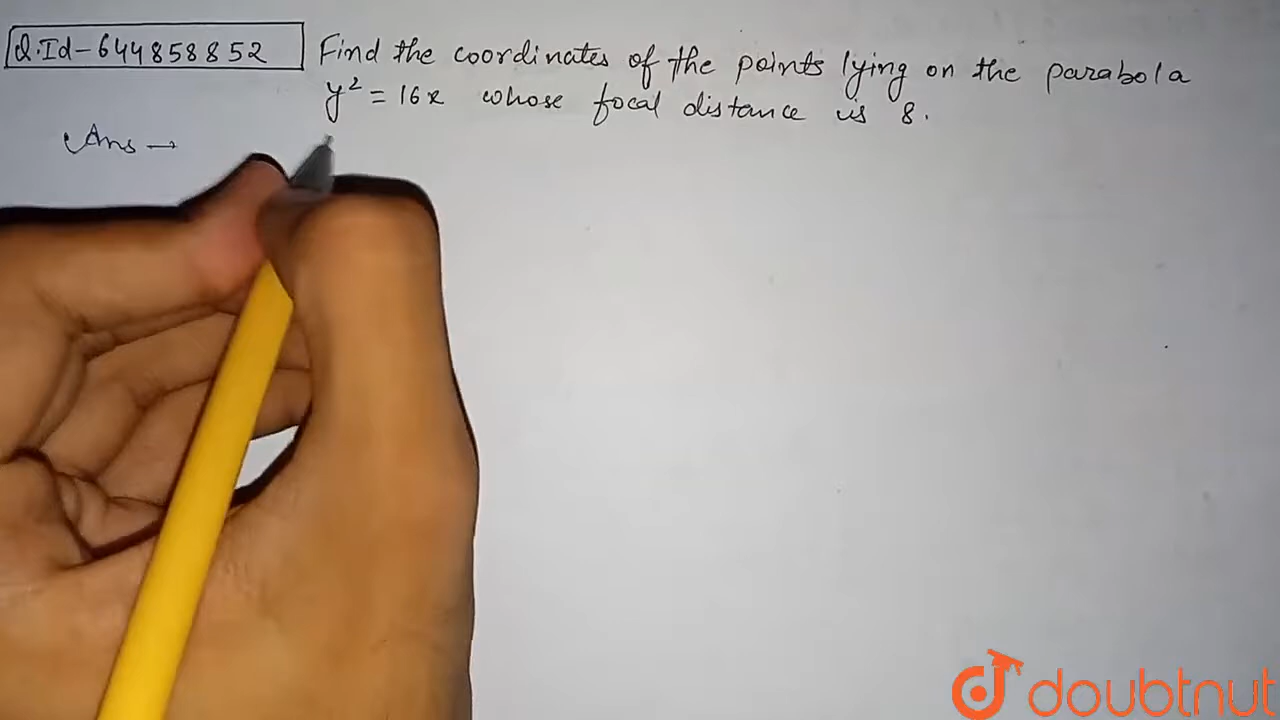 Q.Id-644858852
Find the coordinates of the points lying on the parabola
y² = 16x whose focal distance is 8.
Ans →
doubtnut